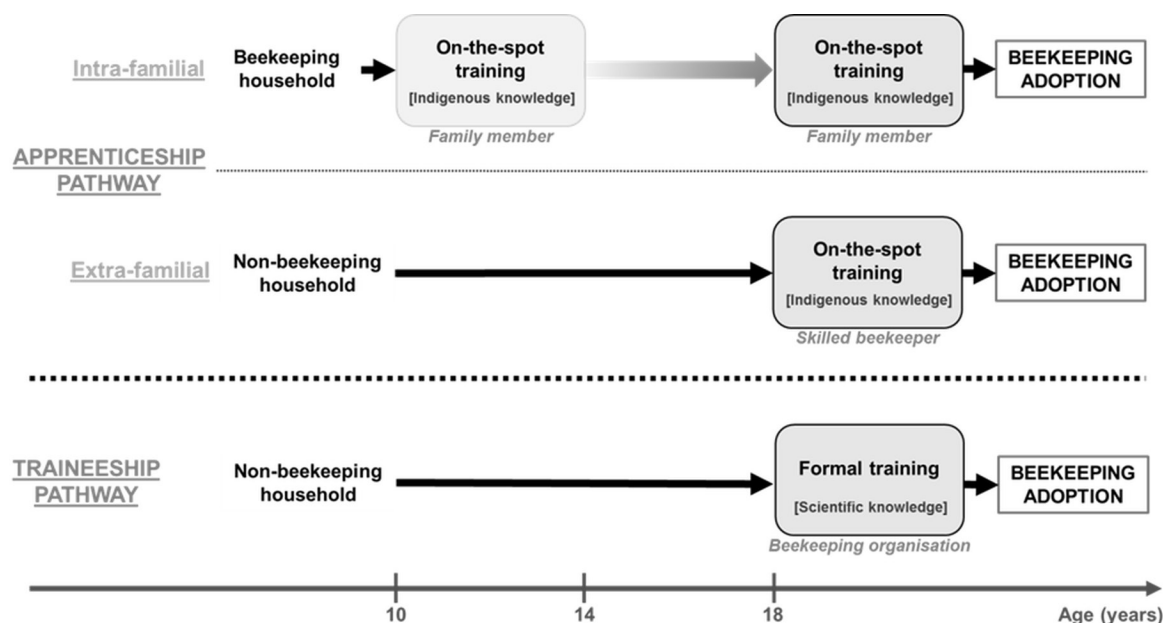 Intra-familial
Beekeeping
household
On-the-spot
training
[Indigenous knowledge]
Family member
On-the-spot
training
[Indigenous knowledge]
Family member
BEEKEEPING
ADOPTION
APPRENTICESHIP
PATHWAY
Extra-familial
Non-beekeeping
household
On-the-spot
training
[Indigenous knowledge]
Skilled beekeeper
BEEKEEPING
ADOPTION
TRAINEESHIP
PATHWAY
Non-beekeeping
household
Formal training
[Scientific knowledge]
Beekeeping organisation
BEEKEEPING
ADOPTION
10
14
18
Age (years)